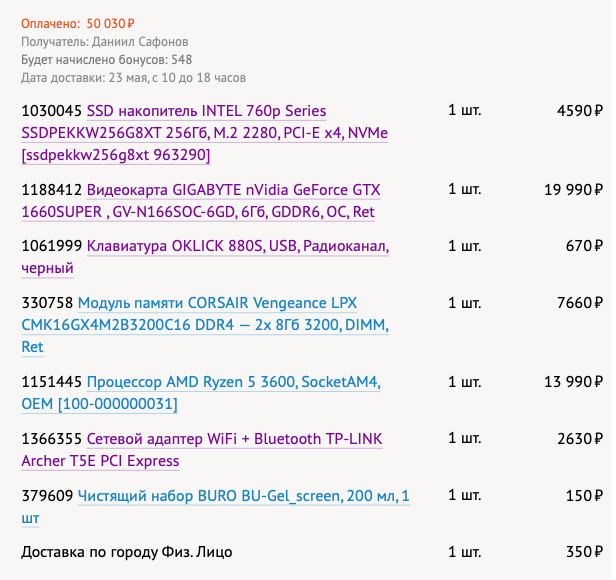 Оплачено: 50 030 ₽
Получатель: Даниил Сафонов
Будет начислено бонусов: 548
Дата доставки: 23 мая, с 10 до 18 часов
1030045 SSD накопитель INTEL 760p Series 1 шт. 4590 ₽
SSDPEKKW256G8XT 256Гб, M.2 2280, PCI-E x4, NVMe
[ssdpekkw256g8xt 963290]
1188412 Видеокарта GIGABYTE nVidia GeForce GTX 1 шт. 19 990 ₽
1660SUPER , GV-N166SOC-6GD, 6Гб, GDDR6, OC, Ret
1061999 Клавиатура OKLICK 880S, USB, Радиоканал, 1 шт. 670 ₽
черный
330758 Модуль памяти CORSAIR Vengeance LPX 1 шт. 7660 ₽
CMK16GX4M2B3200C16 DDR4 — 2x 8Гб 3200, DIMM,
Ret
1151445 Процессор AMD Ryzen 5 3600, SocketAM4, 1 шт. 13 990 ₽
OEM [100-000000031]
1366355 Сетевой адаптер WiFi + Bluetooth TP-LINK 1 шт. 2630 ₽
Archer T5E PCI Express
379609 Чистящий набор BURO BU-Gel_screen, 200 мл, 1 1 шт. 150 ₽
шт
Доставка по городу Физ. Лицо 1 шт. 350 ₽